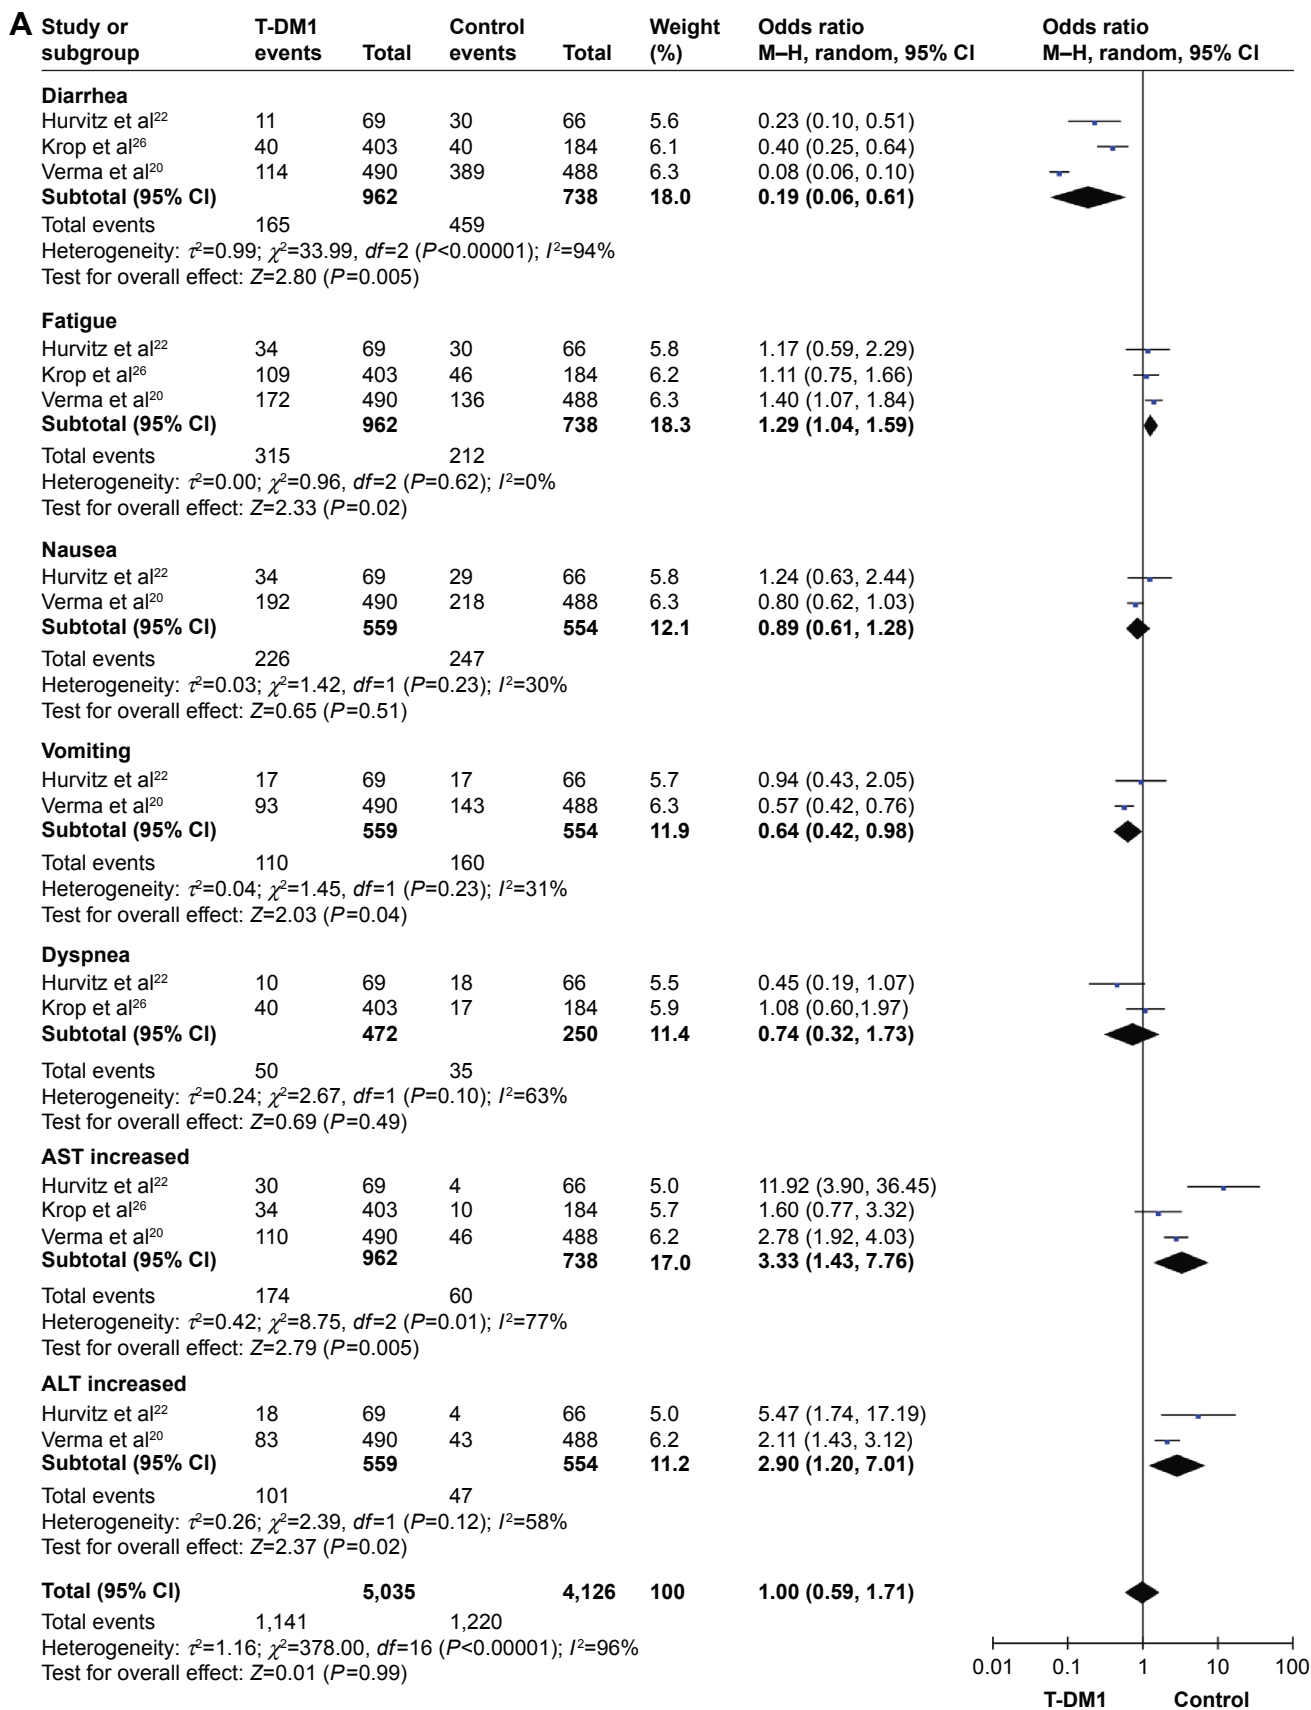 A Study or subgroup T-DM1 events Total Control events Total Weight (%) Odds ratio M–H, random, 95% CI Odds ratio M–H, random, 95% CI
Diarrhea
Hurvitz et al²² 11 69 30 66 5.6 0.23 (0.10, 0.51)
Krop et al²⁶ 40 403 40 184 6.1 0.40 (0.25, 0.64)
Verma et al²⁰ 114 490 389 488 6.3 0.08 (0.06, 0.10)
Subtotal (95% CI) 962 738 18.0 0.19 (0.06, 0.61)
Total events 165 459
Heterogeneity: τ²=0.99; χ²=33.99, df=2 (P<0.00001); I²=94%
Test for overall effect: Z=2.80 (P=0.005)
Fatigue
Hurvitz et al²² 34 69 30 66 5.8 1.17 (0.59, 2.29)
Krop et al²⁶ 109 403 46 184 6.2 1.11 (0.75, 1.66)
Verma et al²⁰ 172 490 136 488 6.3 1.40 (1.07, 1.84)
Subtotal (95% CI) 962 738 18.3 1.29 (1.04, 1.59)
Total events 315 212
Heterogeneity: τ²=0.00; χ²=0.96, df=2 (P=0.62); I²=0%
Test for overall effect: Z=2.33 (P=0.02)
Nausea
Hurvitz et al²² 34 69 29 66 5.8 1.24 (0.63, 2.44)
Verma et al²⁰ 192 490 218 488 6.3 0.80 (0.62, 1.03)
Subtotal (95% CI) 559 554 12.1 0.89 (0.61, 1.28)
Total events 226 247
Heterogeneity: τ²=0.03; χ²=1.42, df=1 (P=0.23); I²=30%
Test for overall effect: Z=0.65 (P=0.51)
Vomiting
Hurvitz et al²² 17 69 17 66 5.7 0.94 (0.43, 2.05)
Verma et al²⁰ 93 490 143 488 6.3 0.57 (0.42, 0.76)
Subtotal (95% CI) 559 554 11.9 0.64 (0.42, 0.98)
Total events 110 160
Heterogeneity: τ²=0.04; χ²=1.45, df=1 (P=0.23); I²=31%
Test for overall effect: Z=2.03 (P=0.04)
Dyspnea
Hurvitz et al²² 10 69 18 66 5.5 0.45 (0.19, 1.07)
Krop et al²⁶ 40 403 17 184 5.9 1.08 (0.60,1.97)
Subtotal (95% CI) 472 250 11.4 0.74 (0.32, 1.73)
Total events 50 35
Heterogeneity: τ²=0.24; χ²=2.67, df=1 (P=0.10); I²=63%
Test for overall effect: Z=0.69 (P=0.49)
AST increased
Hurvitz et al²² 30 69 4 66 5.0 11.92 (3.90, 36.45)
Krop et al²⁶ 34 403 10 184 5.7 1.60 (0.77, 3.32)
Verma et al²⁰ 110 490 46 488 6.2 2.78 (1.92, 4.03)
Subtotal (95% CI) 962 738 17.0 3.33 (1.43, 7.76)
Total events 174 60
Heterogeneity: τ²=0.42; χ²=8.75, df=2 (P=0.01); I²=77%
Test for overall effect: Z=2.79 (P=0.005)
ALT increased
Hurvitz et al²² 18 69 4 66 5.0 5.47 (1.74, 17.19)
Verma et al²⁰ 83 490 43 488 6.2 2.11 (1.43, 3.12)
Subtotal (95% CI) 559 554 11.2 2.90 (1.20, 7.01)
Total events 101 47
Heterogeneity: τ²=0.26; χ²=2.39, df=1 (P=0.12); I²=58%
Test for overall effect: Z=2.37 (P=0.02)
Total (95% CI) 5,035 4,126 100 1.00 (0.59, 1.71)
Total events 1,141 1,220
Heterogeneity: τ²=1.16; χ²=378.00, df=16 (P<0.00001); I²=96%
Test for overall effect: Z=0.01 (P=0.99)
0.01 0.1 1 10 100
T-DM1 Control